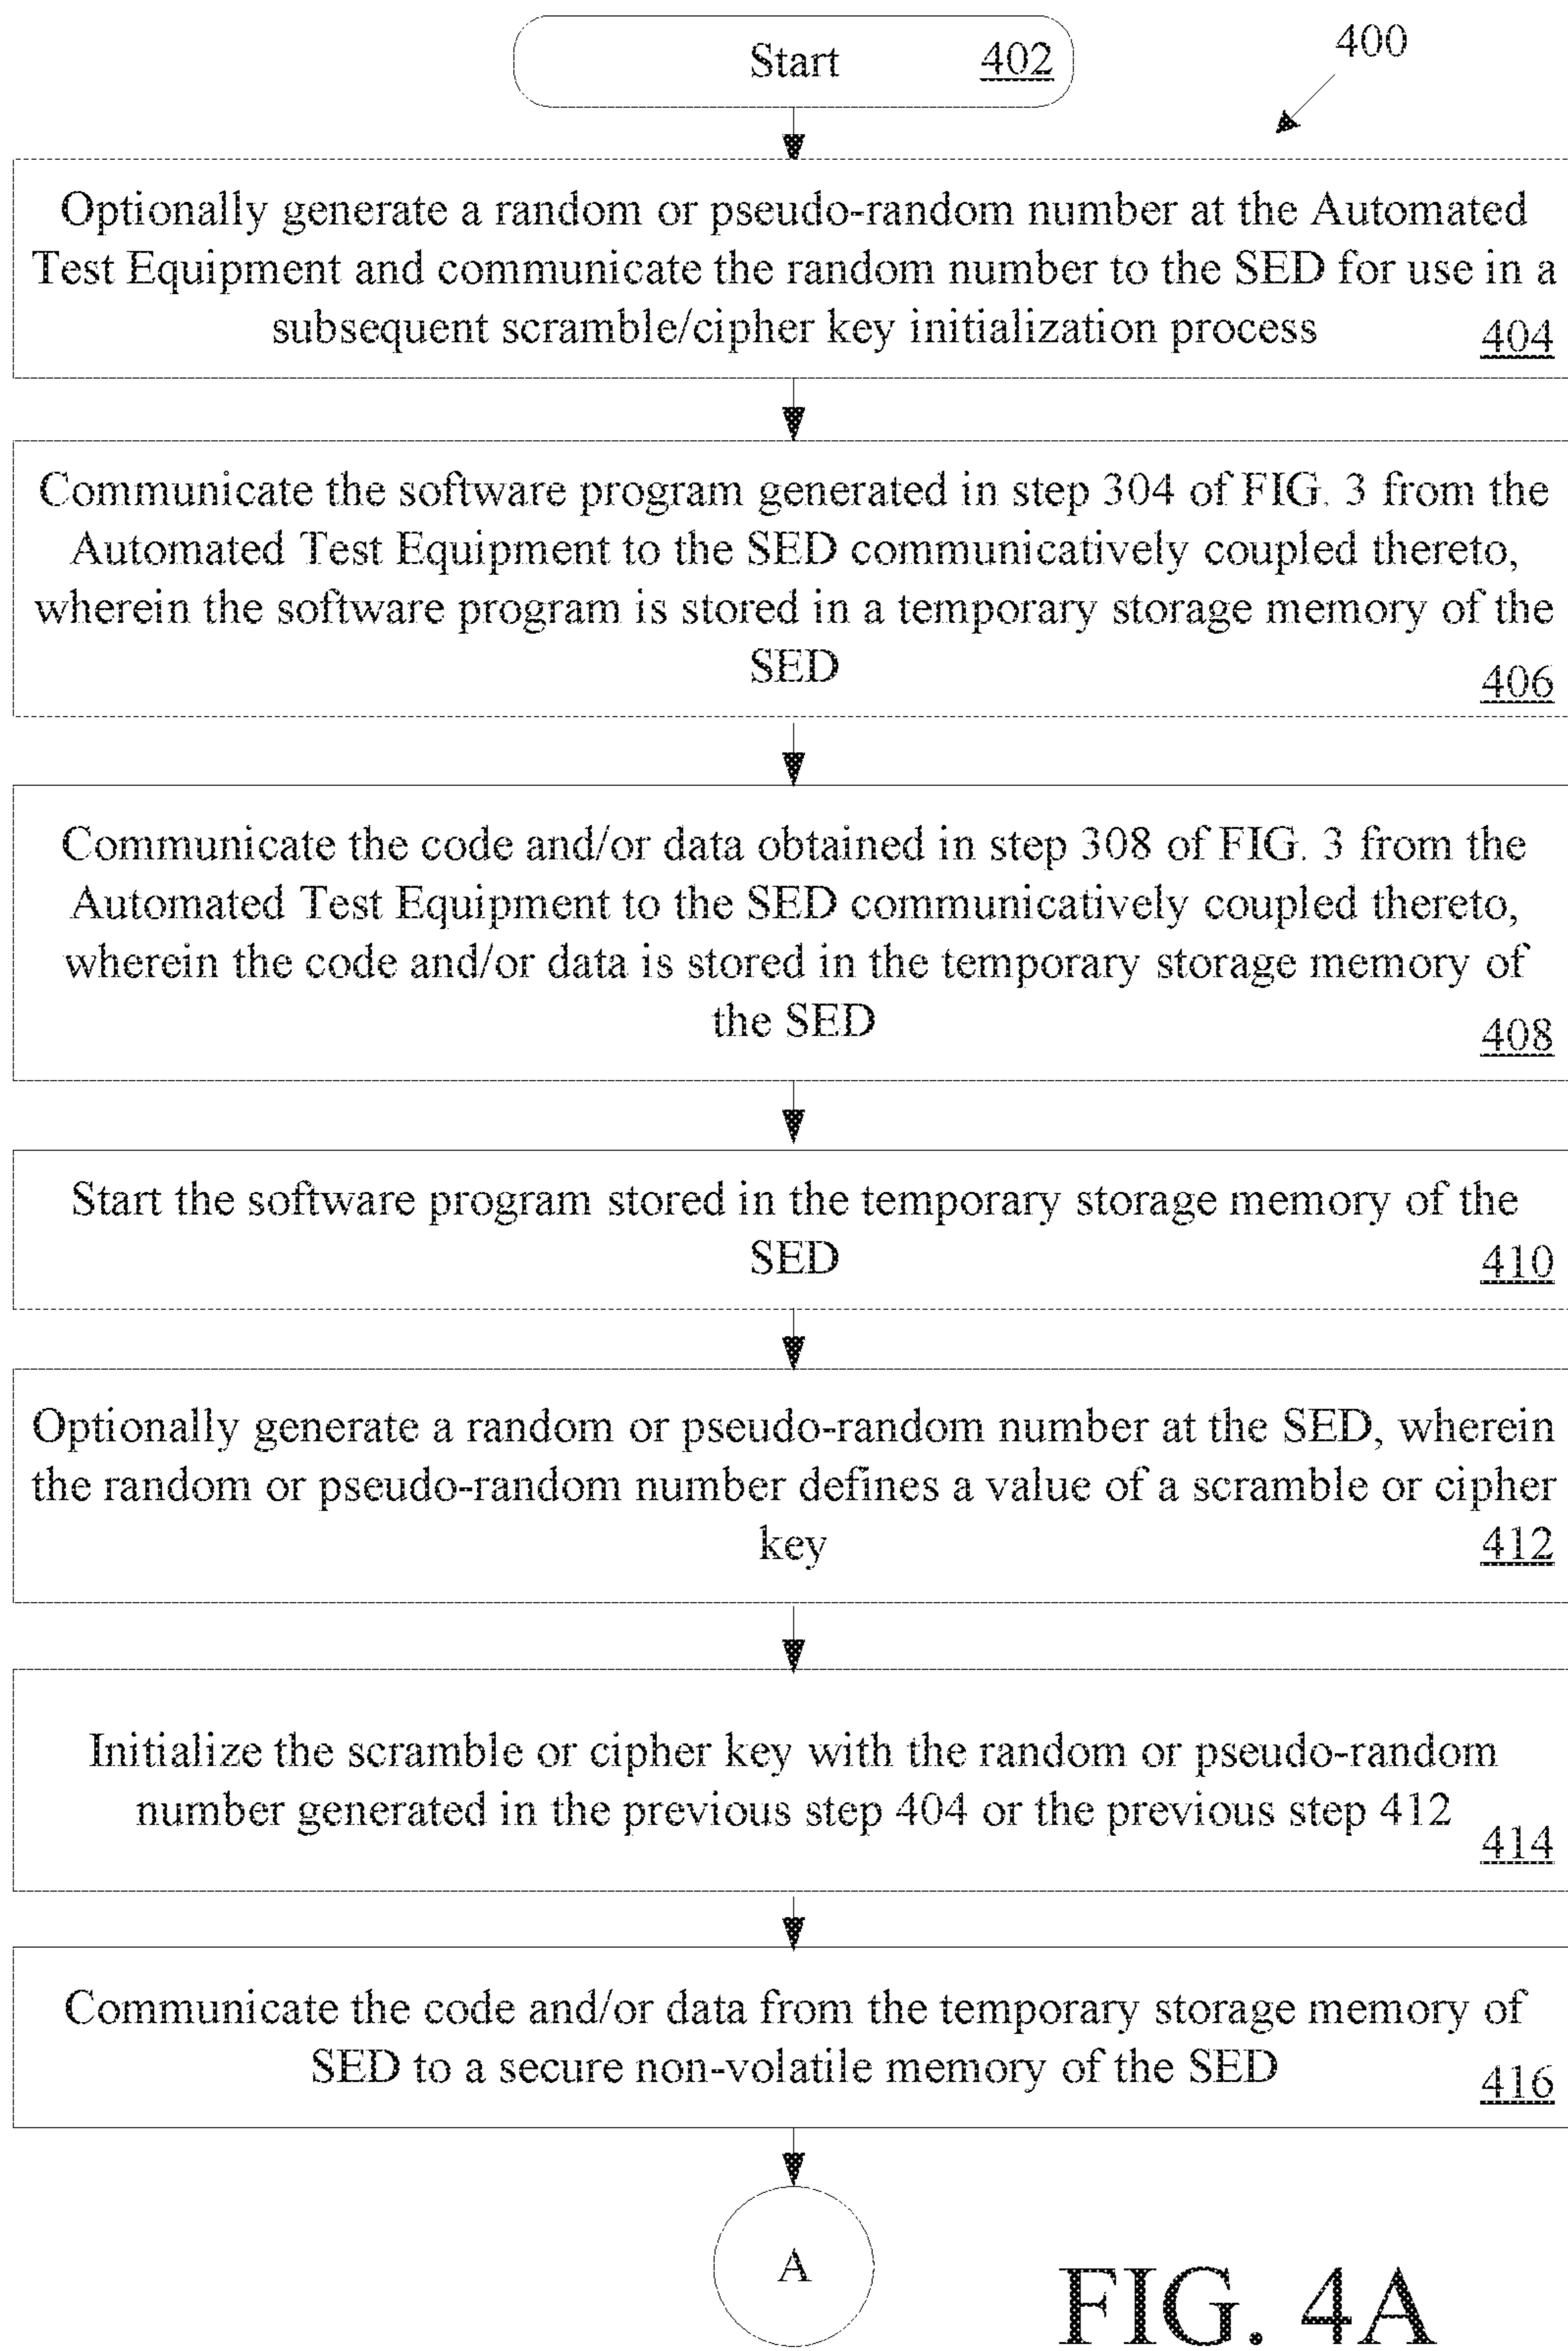 Start 402
400
Optionally generate a random or pseudo-random number at the Automated
Test Equipment and communicate the random number to the SED for use in a
subsequent scramble/cipher key initialization process
404
Communicate the software program generated in step 304 of FIG. 3 from the
Automated Test Equipment to the SED communicatively coupled thereto,
wherein the software program is stored in a temporary storage memory of the
SED
406
Communicate the code and/or data obtained in step 308 of FIG. 3 from the
Automated Test Equipment to the SED communicatively coupled thereto,
wherein the code and/or data is stored in the temporary storage memory of
the SED
408
Start the software program stored in the temporary storage memory of the
SED
410
Optionally generate a random or pseudo-random number at the SED, wherein
the random or pseudo-random number defines a value of a scramble or cipher
key
412
Initialize the scramble or cipher key with the random or pseudo-random
number generated in the previous step 404 or the previous step 412
414
Communicate the code and/or data from the temporary storage memory of
SED to a secure non-volatile memory of the SED
416
A
FIG. 4A